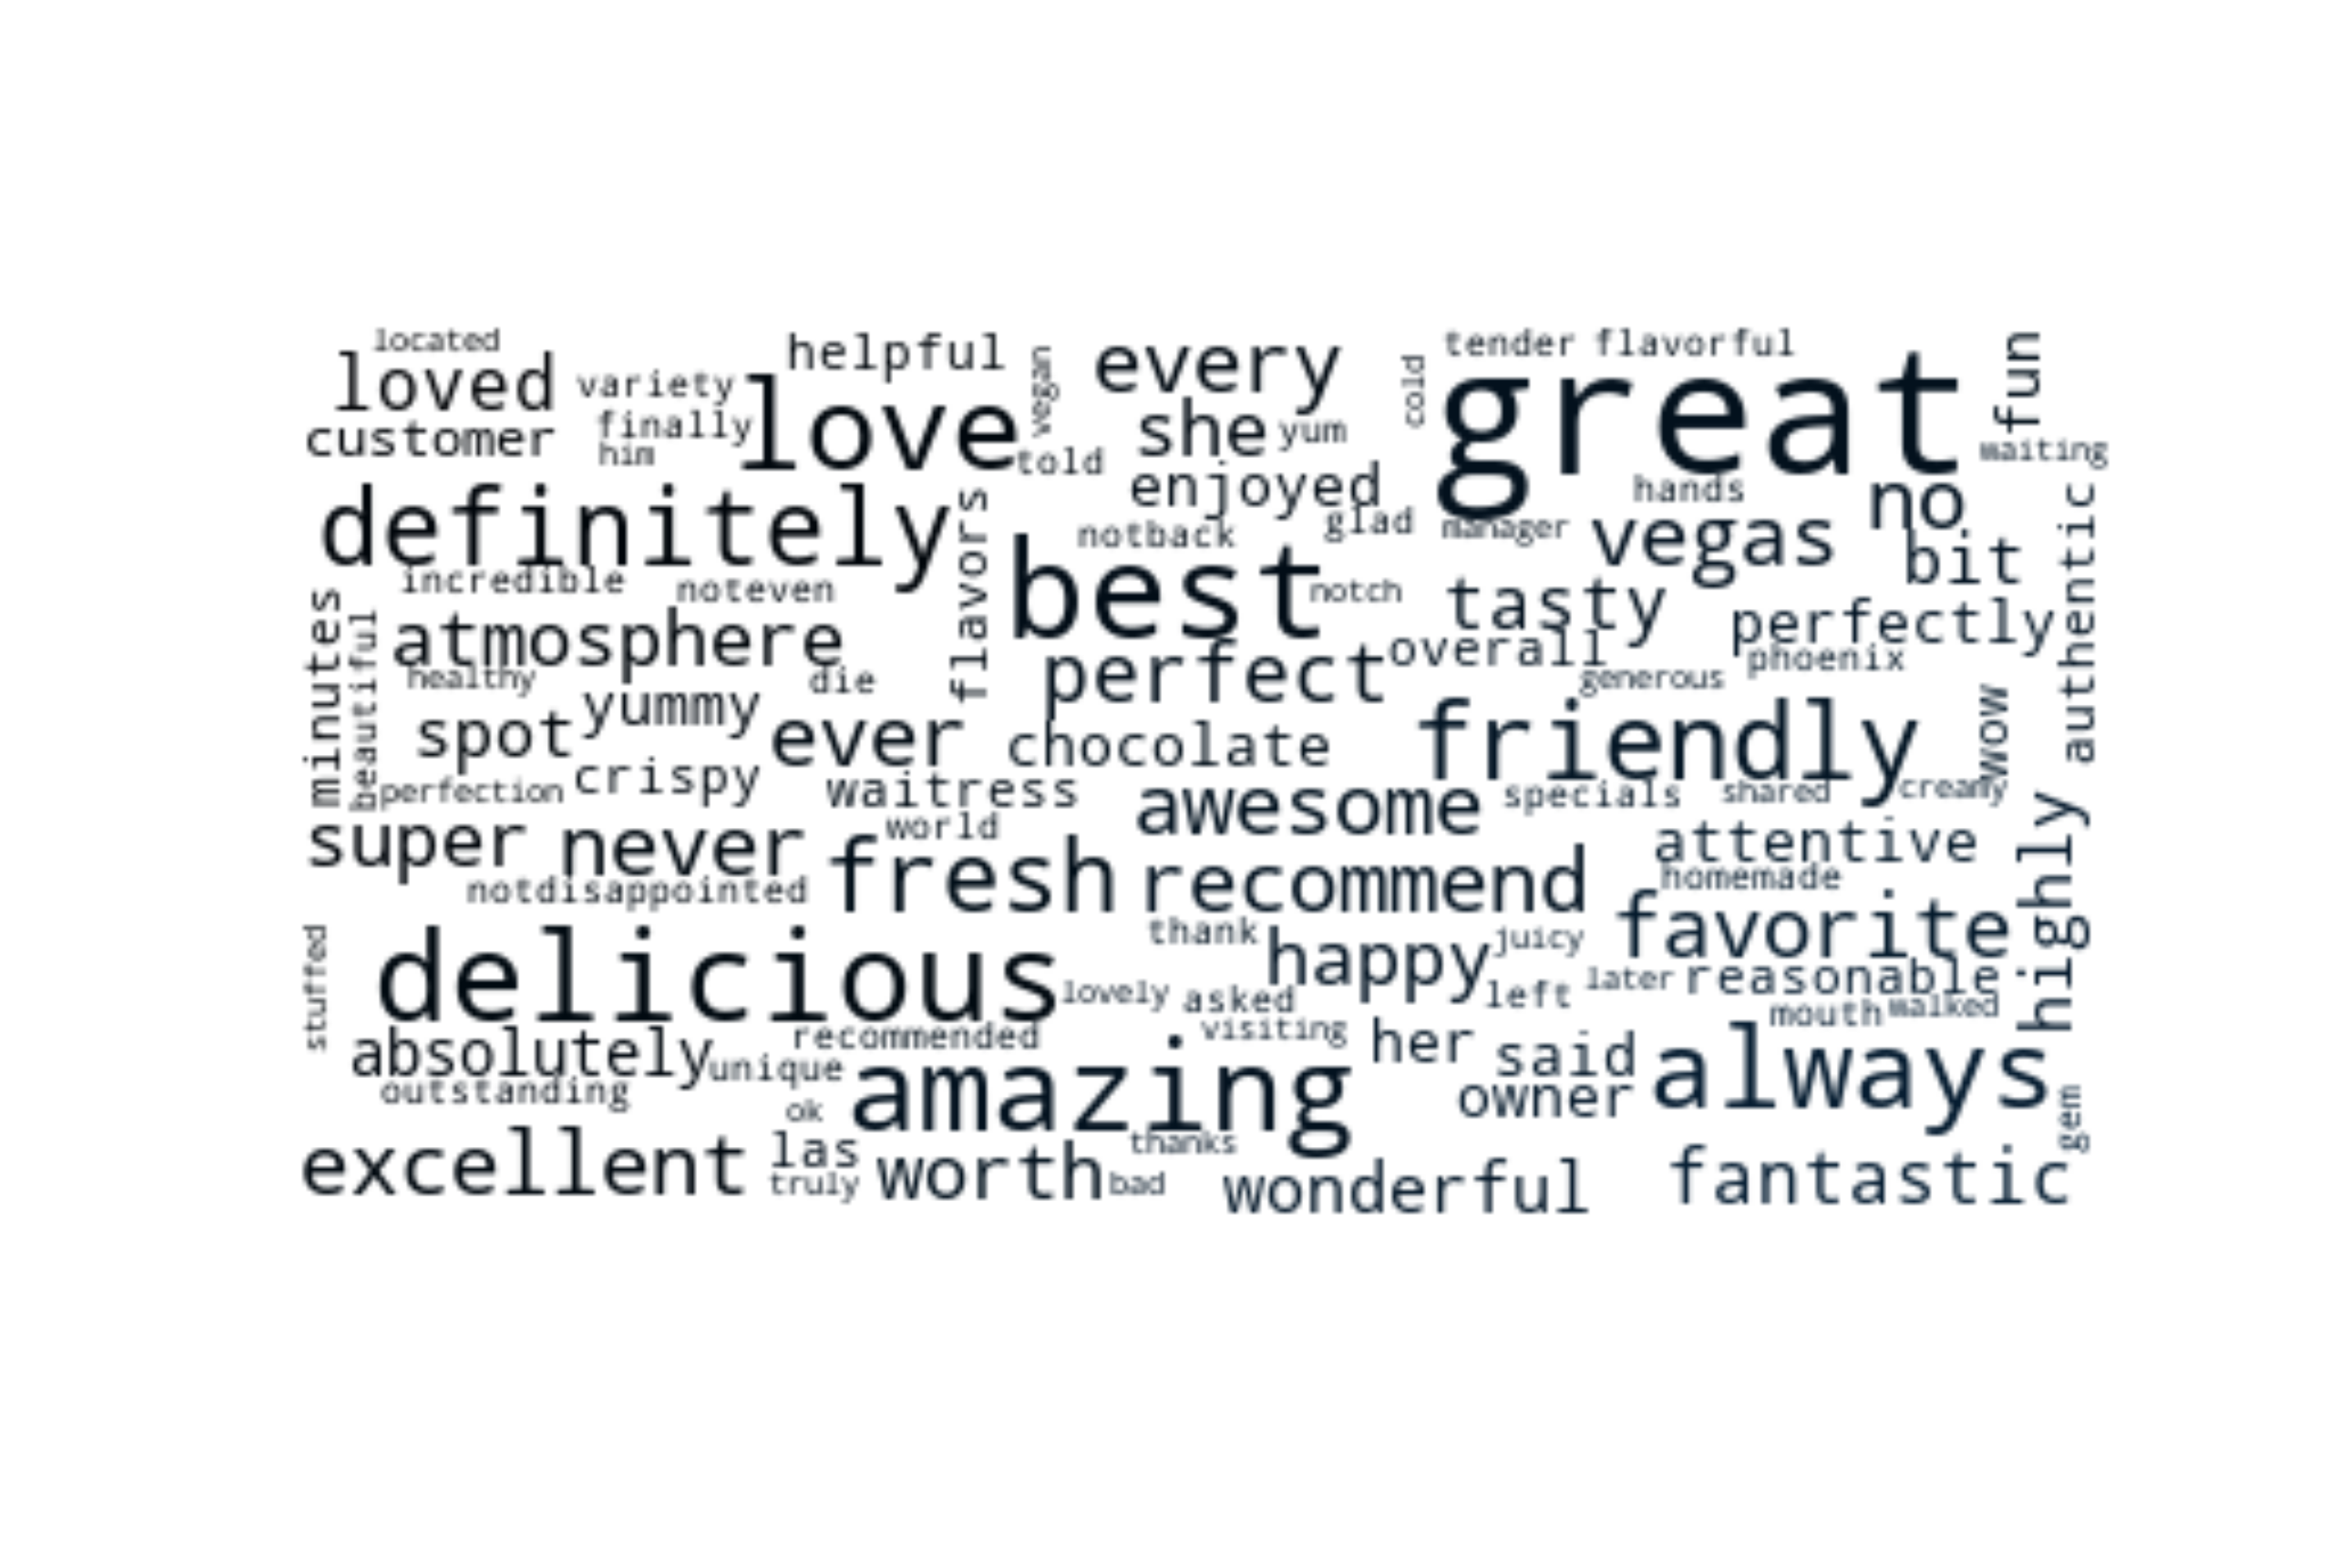 located
helpful
vegan
every
cold
tender flavorful
fun
loved
variety
love
great
customer
finally
she yum
him
told
waiting
enjoyed
hands
no
definitely
flavors
notback
glad
manager
vegas
bit
authentic
incredible
noteven
best
notch
tasty
perfectly
minutes
beautiful
atmosphere
overall
phoenix
healthy
die
perfect
generous
spot
yummy
ever
chocolate
friendly
wow
perfection
crispy
waitress
awesome
specials
shared
creamy
super
never
world
attentive
highly
notdisappointed
fresh
recommend
homemade
favorite
stuffed
delicious
thank
happy
juicy
lovely
asked
left
later
reasonable
mouth
walked
absolutely
recommended
visiting
her
said
always
outstanding
unique
amazing
owner
gem
ok
excellent
las
thanks
truly
worth
bad
wonderful
fantastic